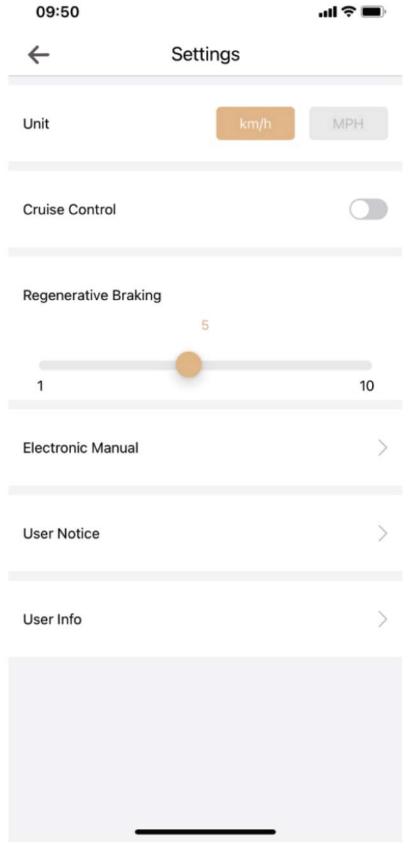 09:50
Settings
Unit km/h MPH
Cruise Control
Regenerative Braking
5
1 10
Electronic Manual
User Notice
User Info